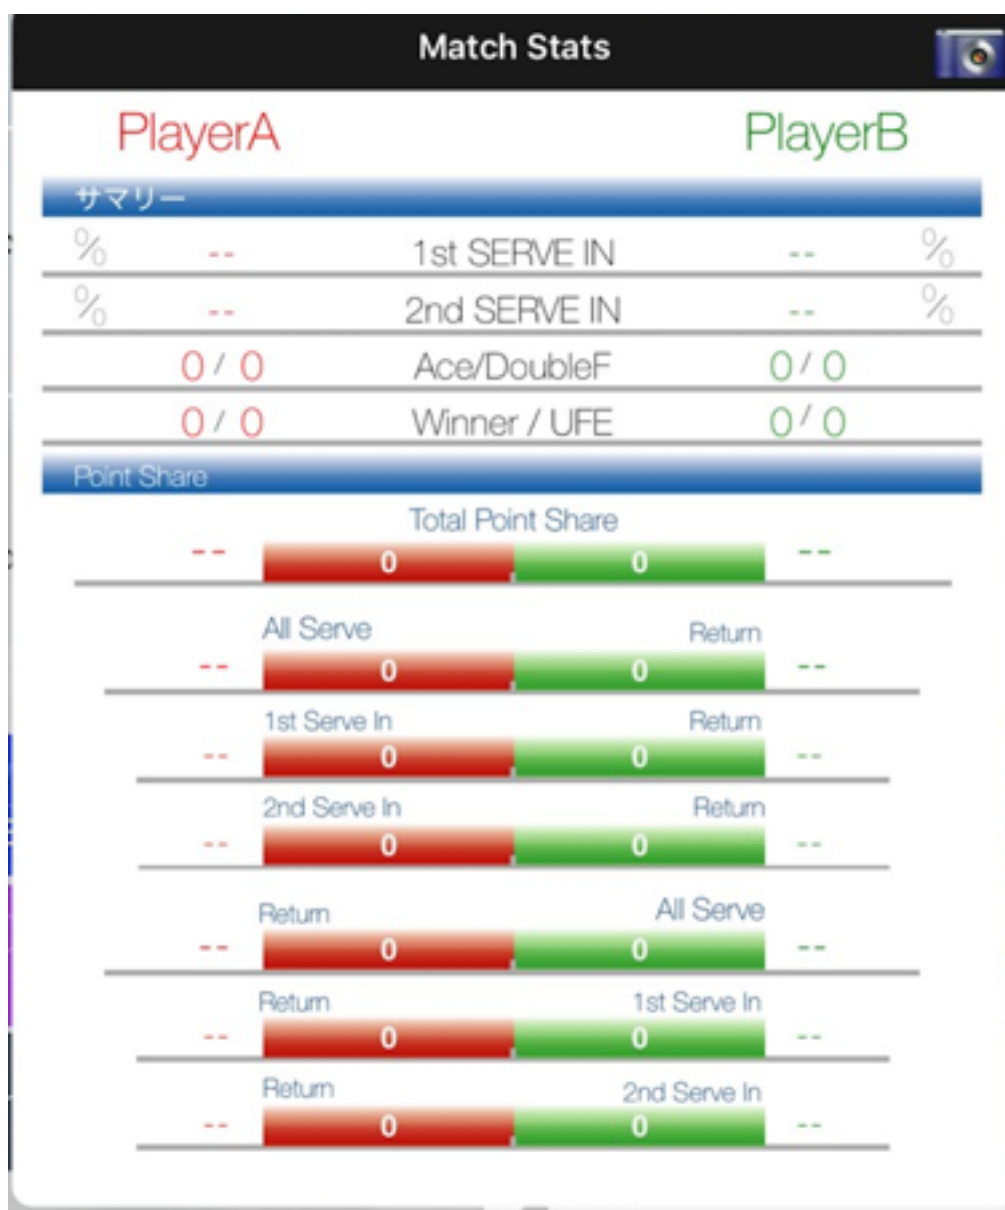 Match Stats
PlayerA PlayerB
サマリー
% -- 1st SERVE IN -- %
% -- 2nd SERVE IN -- %
0 / 0 Ace/DoubleF 0 / 0
0 / 0 Winner / UFE 0 / 0
Point Share
Total Point Share
-- 0 0 --
All Serve Return
-- 0 0 --
1st Serve In Return
-- 0 0 --
2nd Serve In Return
-- 0 0 --
Return All Serve
-- 0 0 --
Return 1st Serve In
-- 0 0 --
Return 2nd Serve In
-- 0 0 --